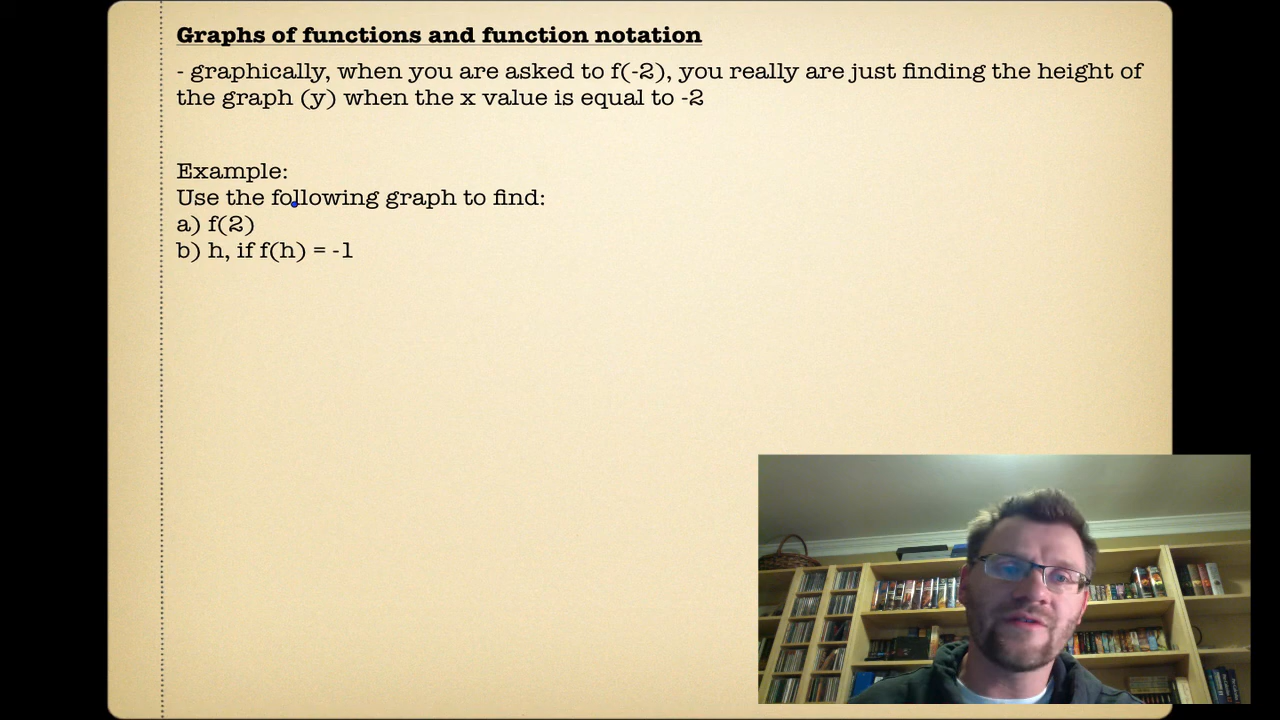 Graphs of functions and function notation
- graphically, when you are asked to f(-2), you really are just finding the height of
the graph (y) when the x value is equal to -2
Example:
Use the following graph to find:
a) f(2)
b) h, if f(h) = -1